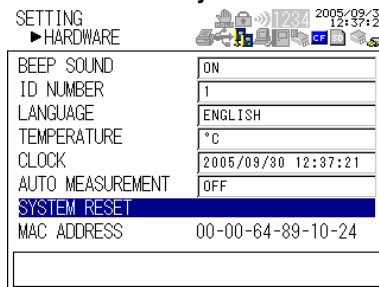 SETTING
1234
2005/09/3
12:37:2
▶HARDWARE
CF
SD
BEEP SOUND ON
ID NUMBER 1
LANGUAGE ENGLISH
TEMPERATURE °C
CLOCK 2005/09/30 12:37:21
AUTO MEASUREMENT OFF
SYSTEM RESET
MAC ADDRESS 00-00-64-89-10-24